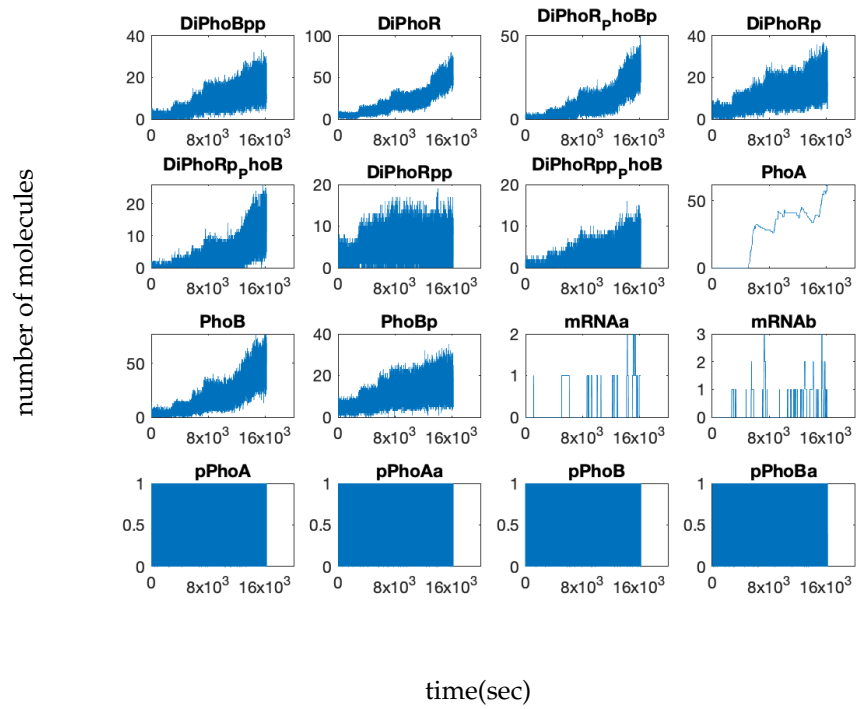 DiPhoBpp DiPhoR DiPhoR_PhoBp DiPhoRp
40 100 40 40
20 50 20 20
0 0 0 0
0 8x10^3 16x10^3 0 8x10^3 16x10^3 0 8x10^3 16x10^3 0 8x10^3 16x10^3
DiPhoRp_PhoB DiPhoRpp DiPhoRpp_PhoB PhoA
20 20 20 50
10 10 10
0 0 0 0
0 8x10^3 16x10^3 0 8x10^3 16x10^3 0 8x10^3 16x10^3 0 8x10^3 16x10^3
PhoB PhoBp mRNAa mRNAb
50 40 2 3
20 1 2
1
0 0 0 0
0 8x10^3 16x10^3 0 8x10^3 16x10^3 0 8x10^3 16x10^3 0 8x10^3 16x10^3
pPhoA pPhoAa pPhoB pPhoBa
1 1 1 1
0.5 0.5 0.5 0.5
0 0 0 0
0 8x10^3 16x10^3 0 8x10^3 16x10^3 0 8x10^3 16x10^3 0 8x10^3 16x10^3
number of molecules
time(sec)